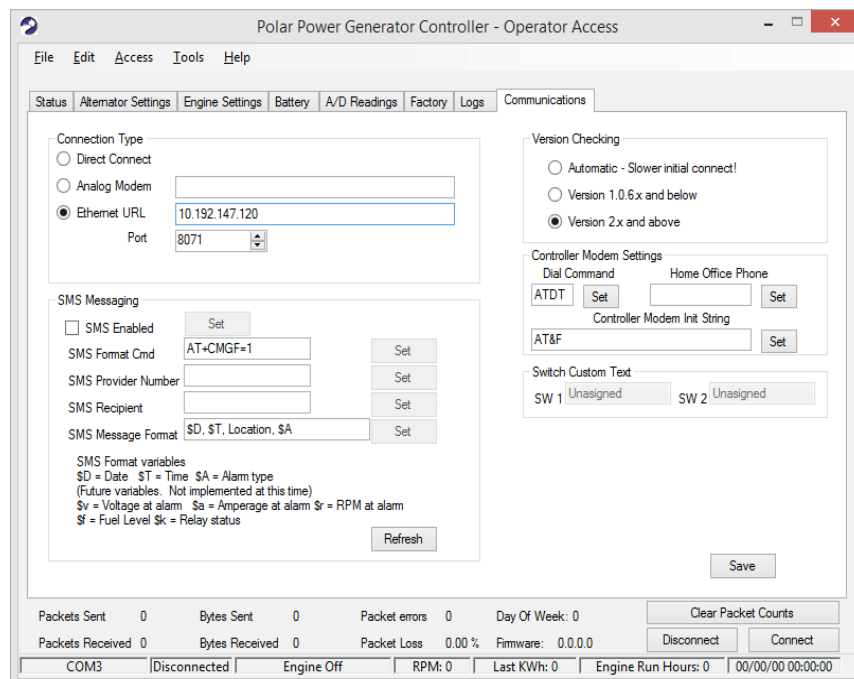 Polar Power Generator Controller - Operator Access
File Edit Access Tools Help
Status Alternator Settings Engine Settings Battery A/D Readings Factory Logs Communications
Connection Type
Direct Connect
Analog Modem
Ethernet URL 10.192.147.120
Port 8071
SMS Messaging
SMS Enabled Set
SMS Format Cmd AT+CMGF=1 Set
SMS Provider Number Set
SMS Recipient Set
SMS Message Format $D, $T, Location, $A Set
SMS Format variables
$D = Date $T = Time $A = Alarm type
(Future variables. Not implemented at this time)
$v = Voltage at alarm $a = Amperage at alarm $r = RPM at alarm
$f = Fuel Level $k = Relay status
Refresh
Version Checking
Automatic - Slower initial connect!
Version 1.0.6.x and below
Version 2.x and above
Controller Modem Settings
Dial Command Home Office Phone
ATDT Set Set
Controller Modem Init String
AT&F Set
Switch Custom Text
SW 1 Unasigned SW 2 Unasigned
Save
Packets Sent 0 Bytes Sent 0 Packet errors 0 Day Of Week: 0 Clear Packet Counts
Packets Received 0 Bytes Received 0 Packet Loss 0.00 % Firmware: 0.0.0.0 Disconnect Connect
COM3 Disconnected Engine Off RPM: 0 Last KWh: 0 Engine Run Hours: 0 00/00/00 00:00:00